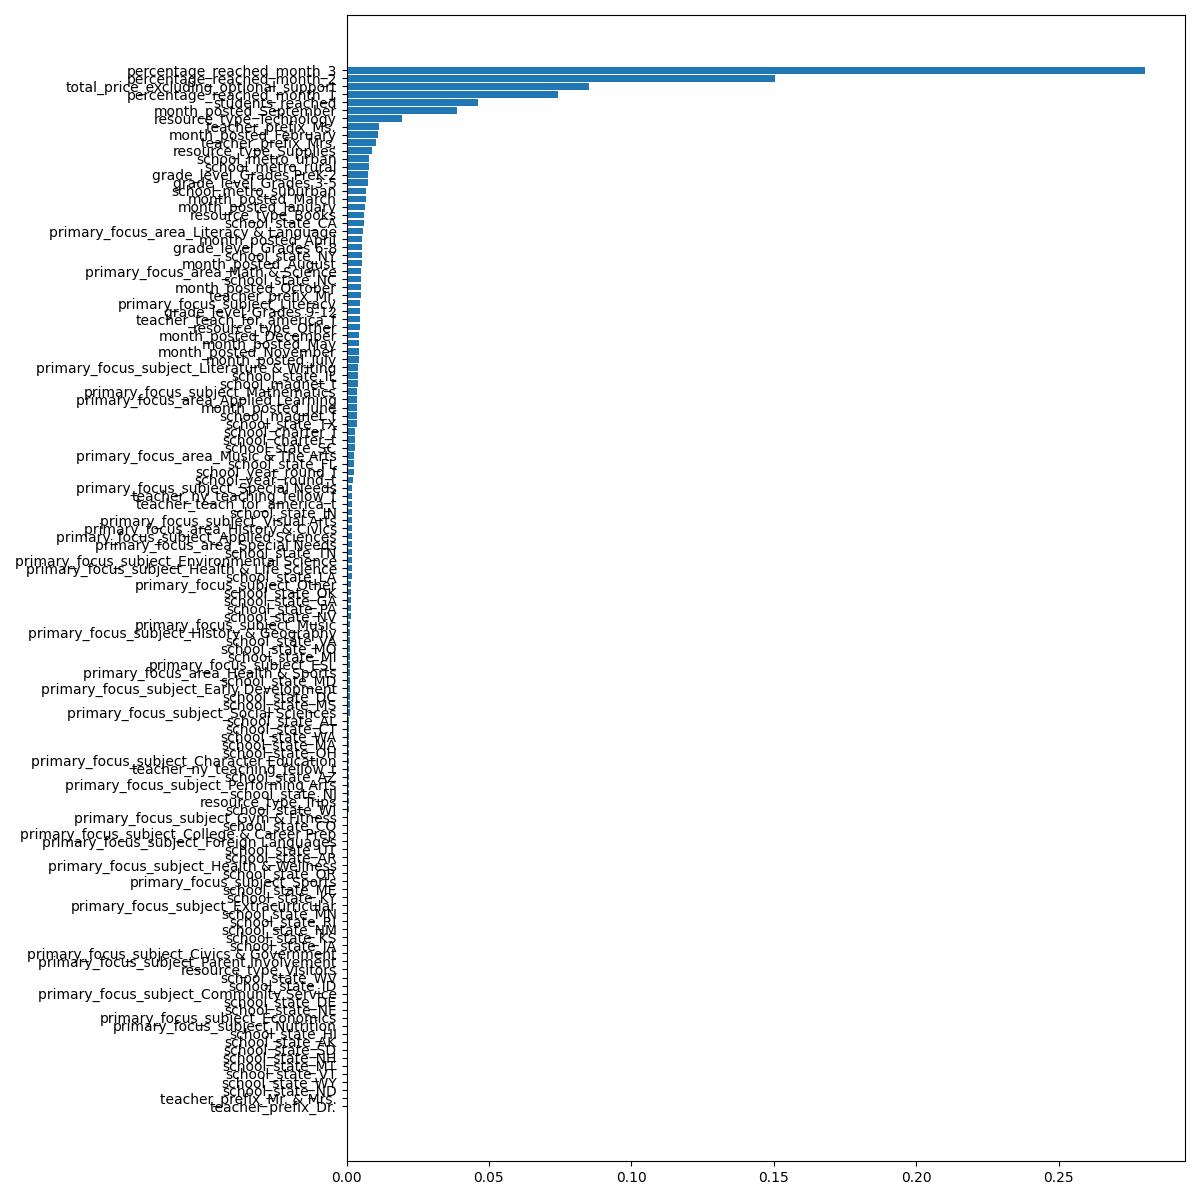 percentage_reached_month_3
percentage_reached_month_2
total_price_excluding_optional_support
percentage_reached_month_1
students_reached
month_posted_September
resource_type_Technology
teacher_prefix_Ms.
month_posted_February
teacher_prefix_Mrs.
resource_type_Supplies
school_metro_urban
school_metro_rural
grade_level_Grades PreK-2
grade_level_Grades 3-5
school_metro_suburban
month_posted_March
month_posted_January
resource_type_Books
school_state_CA
primary_focus_area_Literacy & Language
month_posted_April
grade_level_Grades 6-8
school_state_NY
month_posted_August
primary_focus_area_Math & Science
school_state_NC
month_posted_October
teacher_prefix_Mr.
primary_focus_subject_Literacy
grade_level_Grades 9-12
teacher_teach_for_america_f
resource_type_Other
month_posted_December
month_posted_May
month_posted_November
month_posted_July
primary_focus_subject_Literature & Writing
school_state_IL
school_magnet_t
primary_focus_subject_Mathematics
primary_focus_area_Applied Learning
month_posted_June
school_magnet_f
school_state_TX
school_charter_f
school_charter_t
school_state_SC
primary_focus_area_Music & The Arts
school_state_FL
school_year_round_f
school_year_round_t
primary_focus_subject_Special Needs
teacher_ny_teaching_fellow_f
teacher_teach_for_america_t
school_state_IN
primary_focus_subject_Visual Arts
primary_focus_area_History & Civics
primary_focus_subject_Applied Sciences
primary_focus_area_Special Needs
school_state_TN
primary_focus_subject_Environmental Science
primary_focus_subject_Health & Life Science
school_state_LA
primary_focus_subject_Other
school_state_OK
school_state_GA
school_state_PA
school_state_NV
primary_focus_subject_Music
primary_focus_subject_History & Geography
school_state_VA
school_state_MO
school_state_MI
primary_focus_subject_ESL
primary_focus_area_Health & Sports
school_state_MD
primary_focus_subject_Early Development
school_state_DC
school_state_MS
primary_focus_subject_Social Sciences
school_state_AL
school_state_CT
school_state_WA
school_state_MA
school_state_OH
primary_focus_subject_Character Education
teacher_ny_teaching_fellow_t
school_state_AZ
primary_focus_subject_Performing Arts
school_state_NJ
resource_type_Trips
school_state_WI
primary_focus_subject_Gym & Fitness
school_state_CO
primary_focus_subject_College & Career Prep
primary_focus_subject_Foreign Languages
school_state_UT
school_state_AR
primary_focus_subject_Health & Wellness
school_state_OR
primary_focus_subject_Sports
school_state_ME
school_state_KY
primary_focus_subject_Extracurricular
school_state_MN
school_state_RI
school_state_NM
school_state_KS
school_state_IA
primary_focus_subject_Civics & Government
primary_focus_subject_Parent Involvement
resource_type_Visitors
school_state_WV
school_state_ID
primary_focus_subject_Community Service
school_state_DE
school_state_NE
primary_focus_subject_Economics
primary_focus_subject_Nutrition
school_state_HI
school_state_AK
school_state_SD
school_state_NH
school_state_MT
school_state_VT
school_state_WY
school_state_ND
teacher_prefix_Mr. & Mrs.
teacher_prefix_Dr.
0.00 0.05 0.10 0.15 0.20 0.25